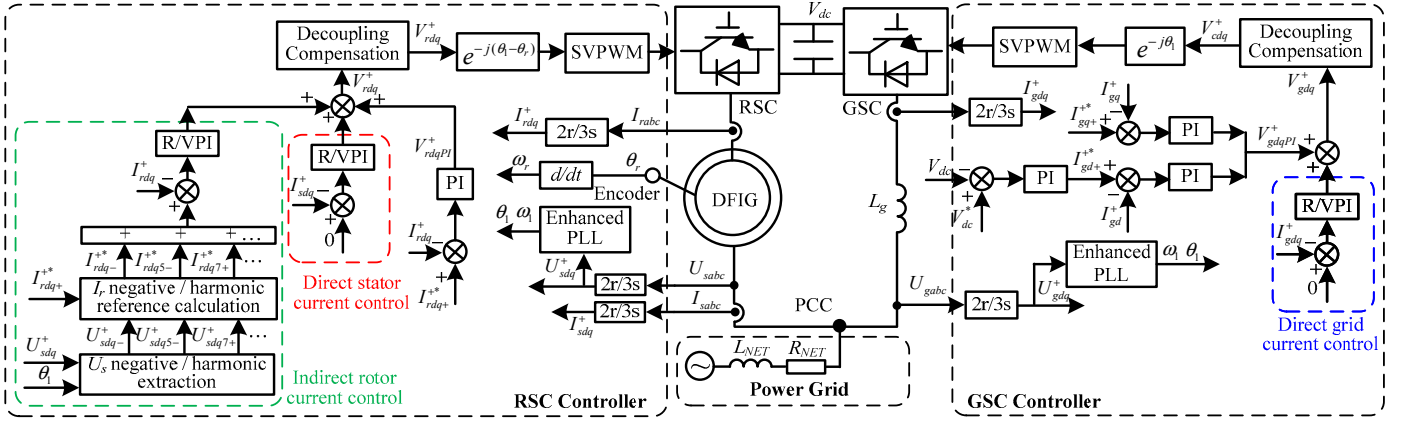 Decoupling
Compensation
V⁺rdq
e^{-j(θ₁-θr)}
SVPWM
V⁺rdq
R/VPI
I⁺rdq
R/VPI
I⁺sdq
0
Direct stator
current control
V⁺rdqPI
PI
I⁺rdq
I⁺*rdq+
+ + + ...
I⁺*rdq- I⁺*rdq5- I⁺*rdq7+ ...
I⁺*rdq+
Ir negative / harmonic
reference calculation
U⁺sdq- U⁺sdq5- U⁺sdq7+ ...
U⁺sdq
θ₁
Us negative / harmonic
extraction
Indirect rotor
current control
I⁺rdq
2r/3s
Irabc
ωr
d/dt
θr
Encoder
θ₁ ω₁
Enhanced
PLL
U⁺sdq
2r/3s
Usabc
I⁺sdq
2r/3s
Isabc
RSC Controller
Vdc
RSC
GSC
DFIG
Lg
PCC
Ugabc
LNET
RNET
Power Grid
SVPWM
e^{-jθ₁}
V⁺cdq
Decoupling
Compensation
V⁺gdq
2r/3s
I⁺gdq
I⁺gq
I⁺*gq+
PI
V⁺gdqPI
Vdc
V*dc
PI
I⁺*gd+
PI
I⁺gd
R/VPI
I⁺gdq
0
Direct grid
current control
Enhanced
PLL
ω₁ θ₁
2r/3s
U⁺gdq
GSC Controller